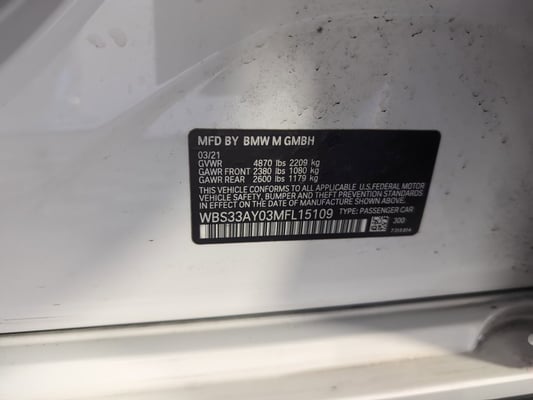 MFD BY BMW M GMBH
03/21
GVWR 4870 lbs 2209 kg
GAWR FRONT 2380 lbs 1080 kg
GAWR REAR 2600 lbs 1179 kg
THIS VEHICLE CONFORMS TO ALL APPLICABLE U.S.FEDERAL MOTOR
VEHICLE SAFETY, BUMPER AND THEFT PREVENTION STANDARDS
IN EFFECT ON THE DATE OF MANUFACTURE SHOWN ABOVE.
WBS33AY03MFL15109 TYPE: PASSENGER CAR
300